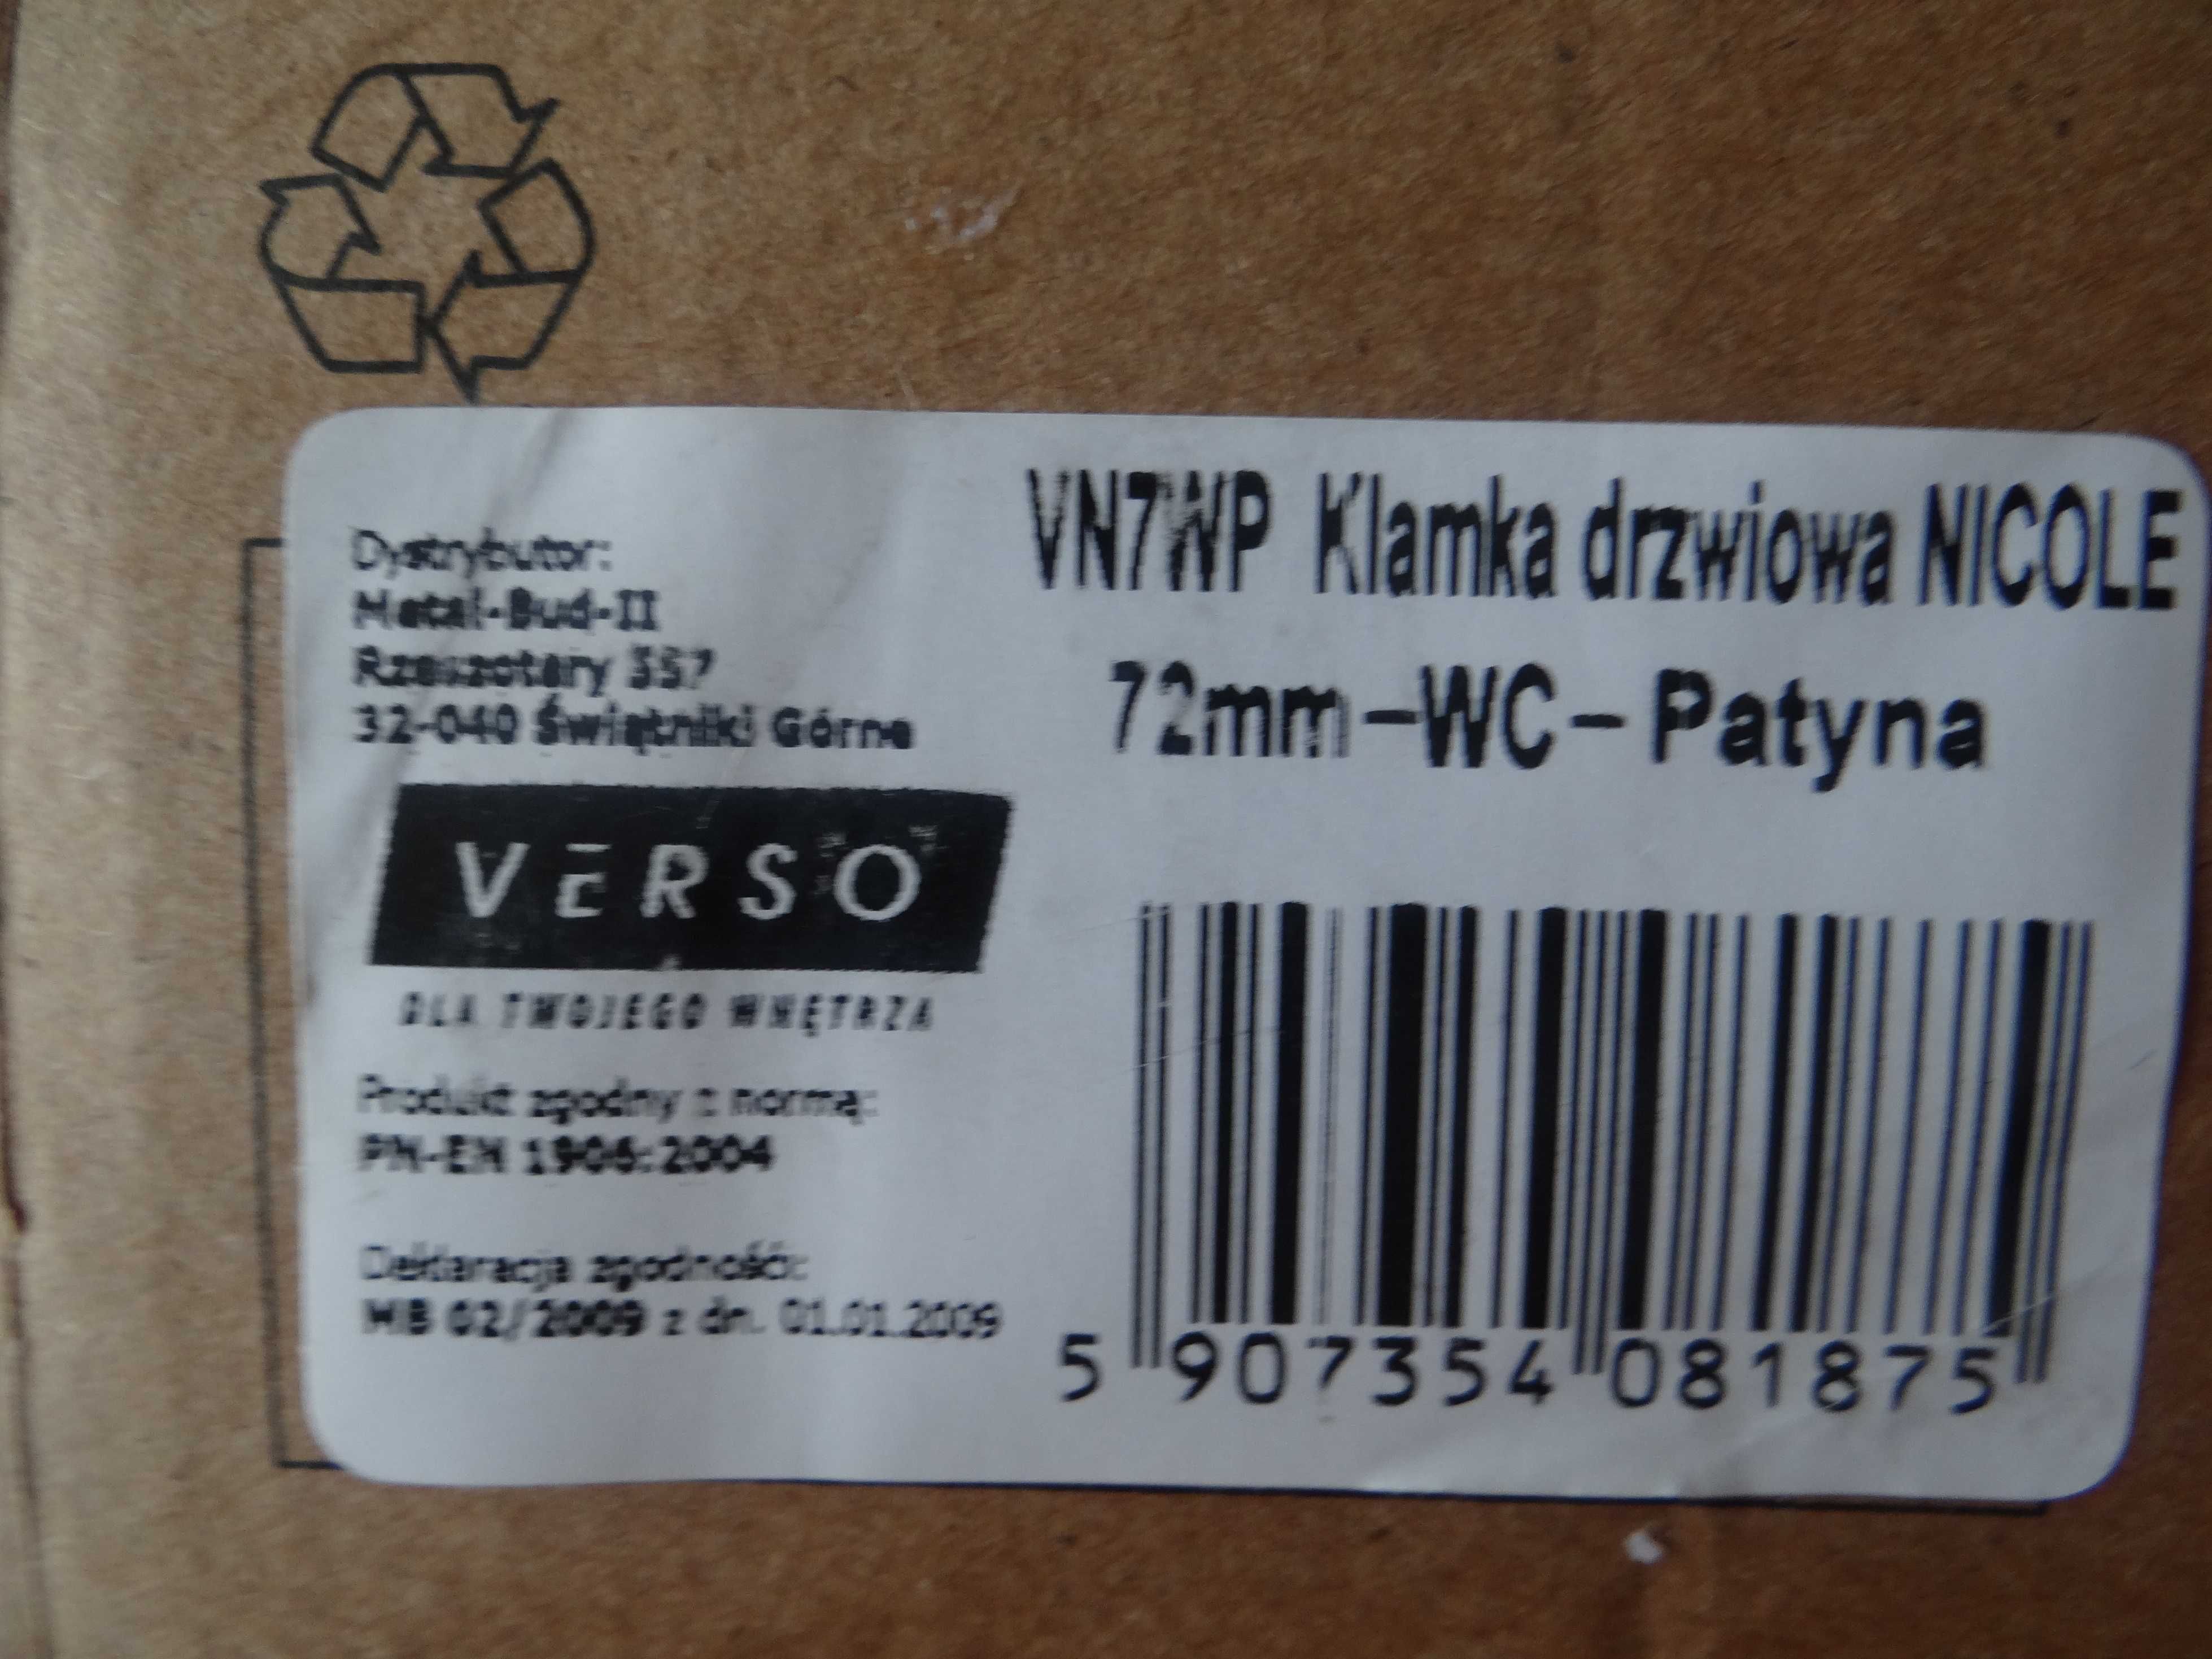 VN7WP Klamka drzwiowa NICOLE
72mm-WC-Patyna
Dystrybutor:
Metal-Bud-II
Rzeszotary 557
32-040 Świątniki Górne
VERSO
DLA TWOJEGO WNĘTRZA
Produkt zgodny z normą:
PN-EN 1906:2004
Deklaracja zgodności:
MB 02/2009 z dn. 01.01.2009
5 907354 081875